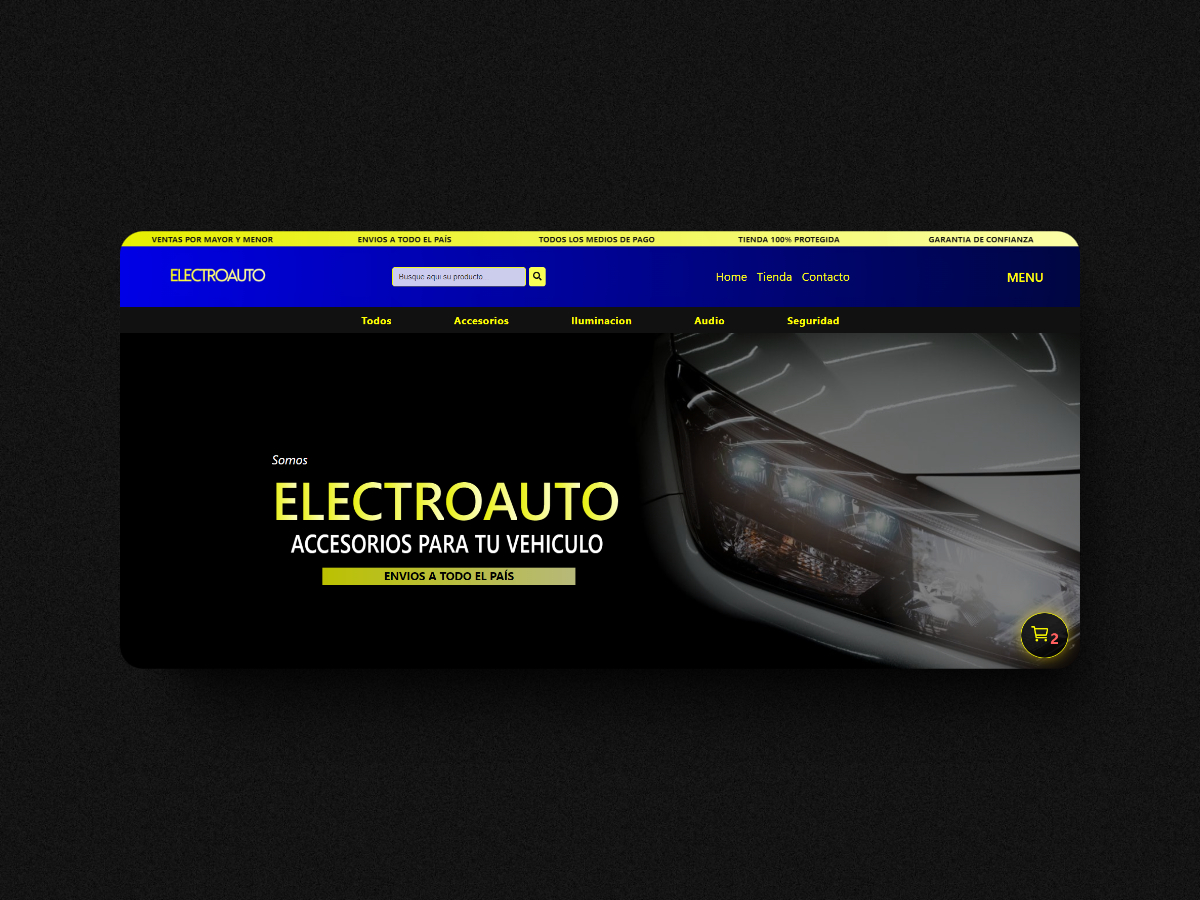 VENTAS POR MAYOR Y MENOR
ENVIOS A TODO EL PAÍS
TODOS LOS MEDIOS DE PAGO
TIENDA 100% PROTEGIDA
GARANTIA DE CONFIANZA
ELECTROAUTO
Busque aqui su producto
Home Tienda Contacto
MENU
Todos
Accesorios
Iluminacion
Audio
Seguridad
Somos
ELECTROAUTO
ACCESORIOS PARA TU VEHICULO
ENVIOS A TODO EL PAÍS
2